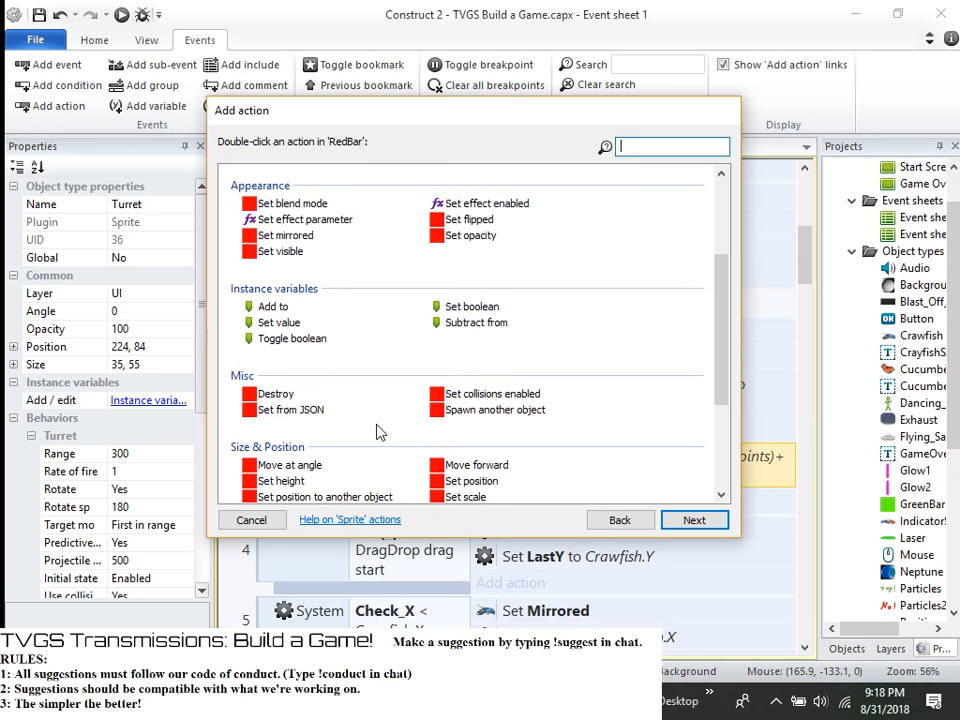 Construct 2 - TVGS Build a Game.capx - Event sheet 1
File Home View Events
Add event Add sub-event Add include Toggle bookmark Toggle breakpoint Search Show 'Add action' links
Add condition Add group Add comment Previous bookmark Clear all breakpoints Clear search
Add action Add variable
Events Display
Properties
Object type properties
Name Turret
Plugin Sprite
UID 36
Global No
Common
Layer UI
Angle 0
Opacity 100
Position 224, 84
Size 35, 55
Instance variables
Add / edit Instance varia...
Behaviors
Turret
Range 300
Rate of fire 1
Rotate Yes
Rotate sp 180
Target mo First in range
Predictive... Yes
Projectile ... 500
Initial state Enabled
Use collisi... Yes
Add action
Double-click an action in 'RedBar':
Appearance
Set blend mode Set effect enabled
Set effect parameter Set flipped
Set mirrored Set opacity
Set visible
Instance variables
Add to Set boolean
Set value Subtract from
Toggle boolean
Misc
Destroy Set collisions enabled
Set from JSON Spawn another object
Size & Position
Move at angle Move forward
Set height Set position
Set position to another object Set scale
Cancel Help on 'Sprite' actions Back Next
oints)+
4 DragDrop drag start Set LastY to Crawfish.Y
Add action
5 System Check_X < Set Mirrored
Projects
Start Scree
Game Ov
Event sheets
Event she
Event she
Object types
Audio
Backgrou
Blast_Off_
Button
Crawfish
CrayfishS
Cucumbe
Cucumbe
Dancing_
Exhaust
Flying_Sa
GameOve
Glow1
Glow2
GreenBar
Indicator
Laser
Mouse
Neptune
Particles
Particles2
Objects Layers Pr...
ackground Mouse: (165.9, -133.1, 0) Zoom: 56%
TVGS Transmissions: Build a Game! Make a suggestion by typing !suggest in chat.
RULES:
1: All suggestions must follow our code of conduct. (Type !conduct in chat)
2: Suggestions should be compatible with what we're working on.
3: The simpler the better!
Desktop
9:18 PM
8/31/2018